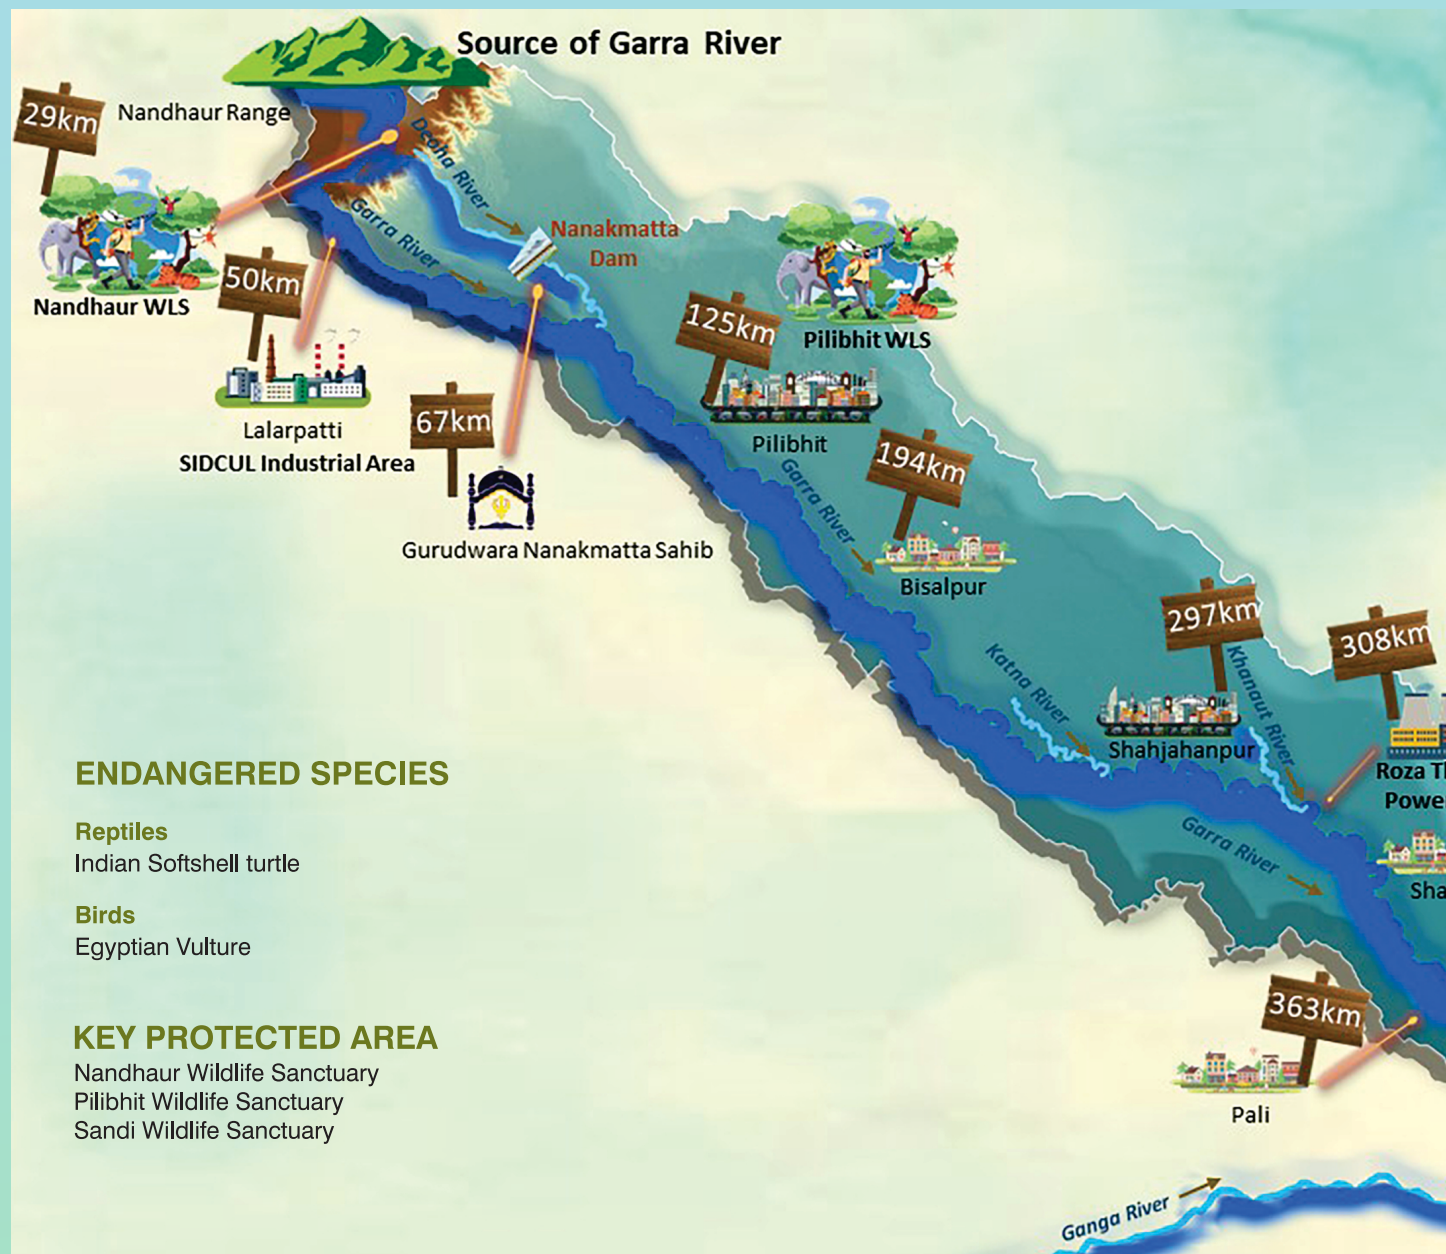 Source of Garra River
Nandhaur Range
29km
Deoha River
Garra River
Nanakmatta
Dam
Nandhaur WLS
50km
125km
Pilibhit WLS
Lalarpatti
SIDCUL Industrial Area
67km
Pilibhit
194km
Garra River
Gurudwara Nanakmatta Sahib
Bisalpur
297km
308km
Katna River
Khanaut River
Shahjahanpur
Roza
Garra River
ENDANGERED SPECIES
Reptiles
Indian Softshell turtle
Birds
Egyptian Vulture
363km
KEY PROTECTED AREA
Nandhaur Wildlife Sanctuary
Pilibhit Wildlife Sanctuary
Sandi Wildlife Sanctuary
Pali
Ganga River